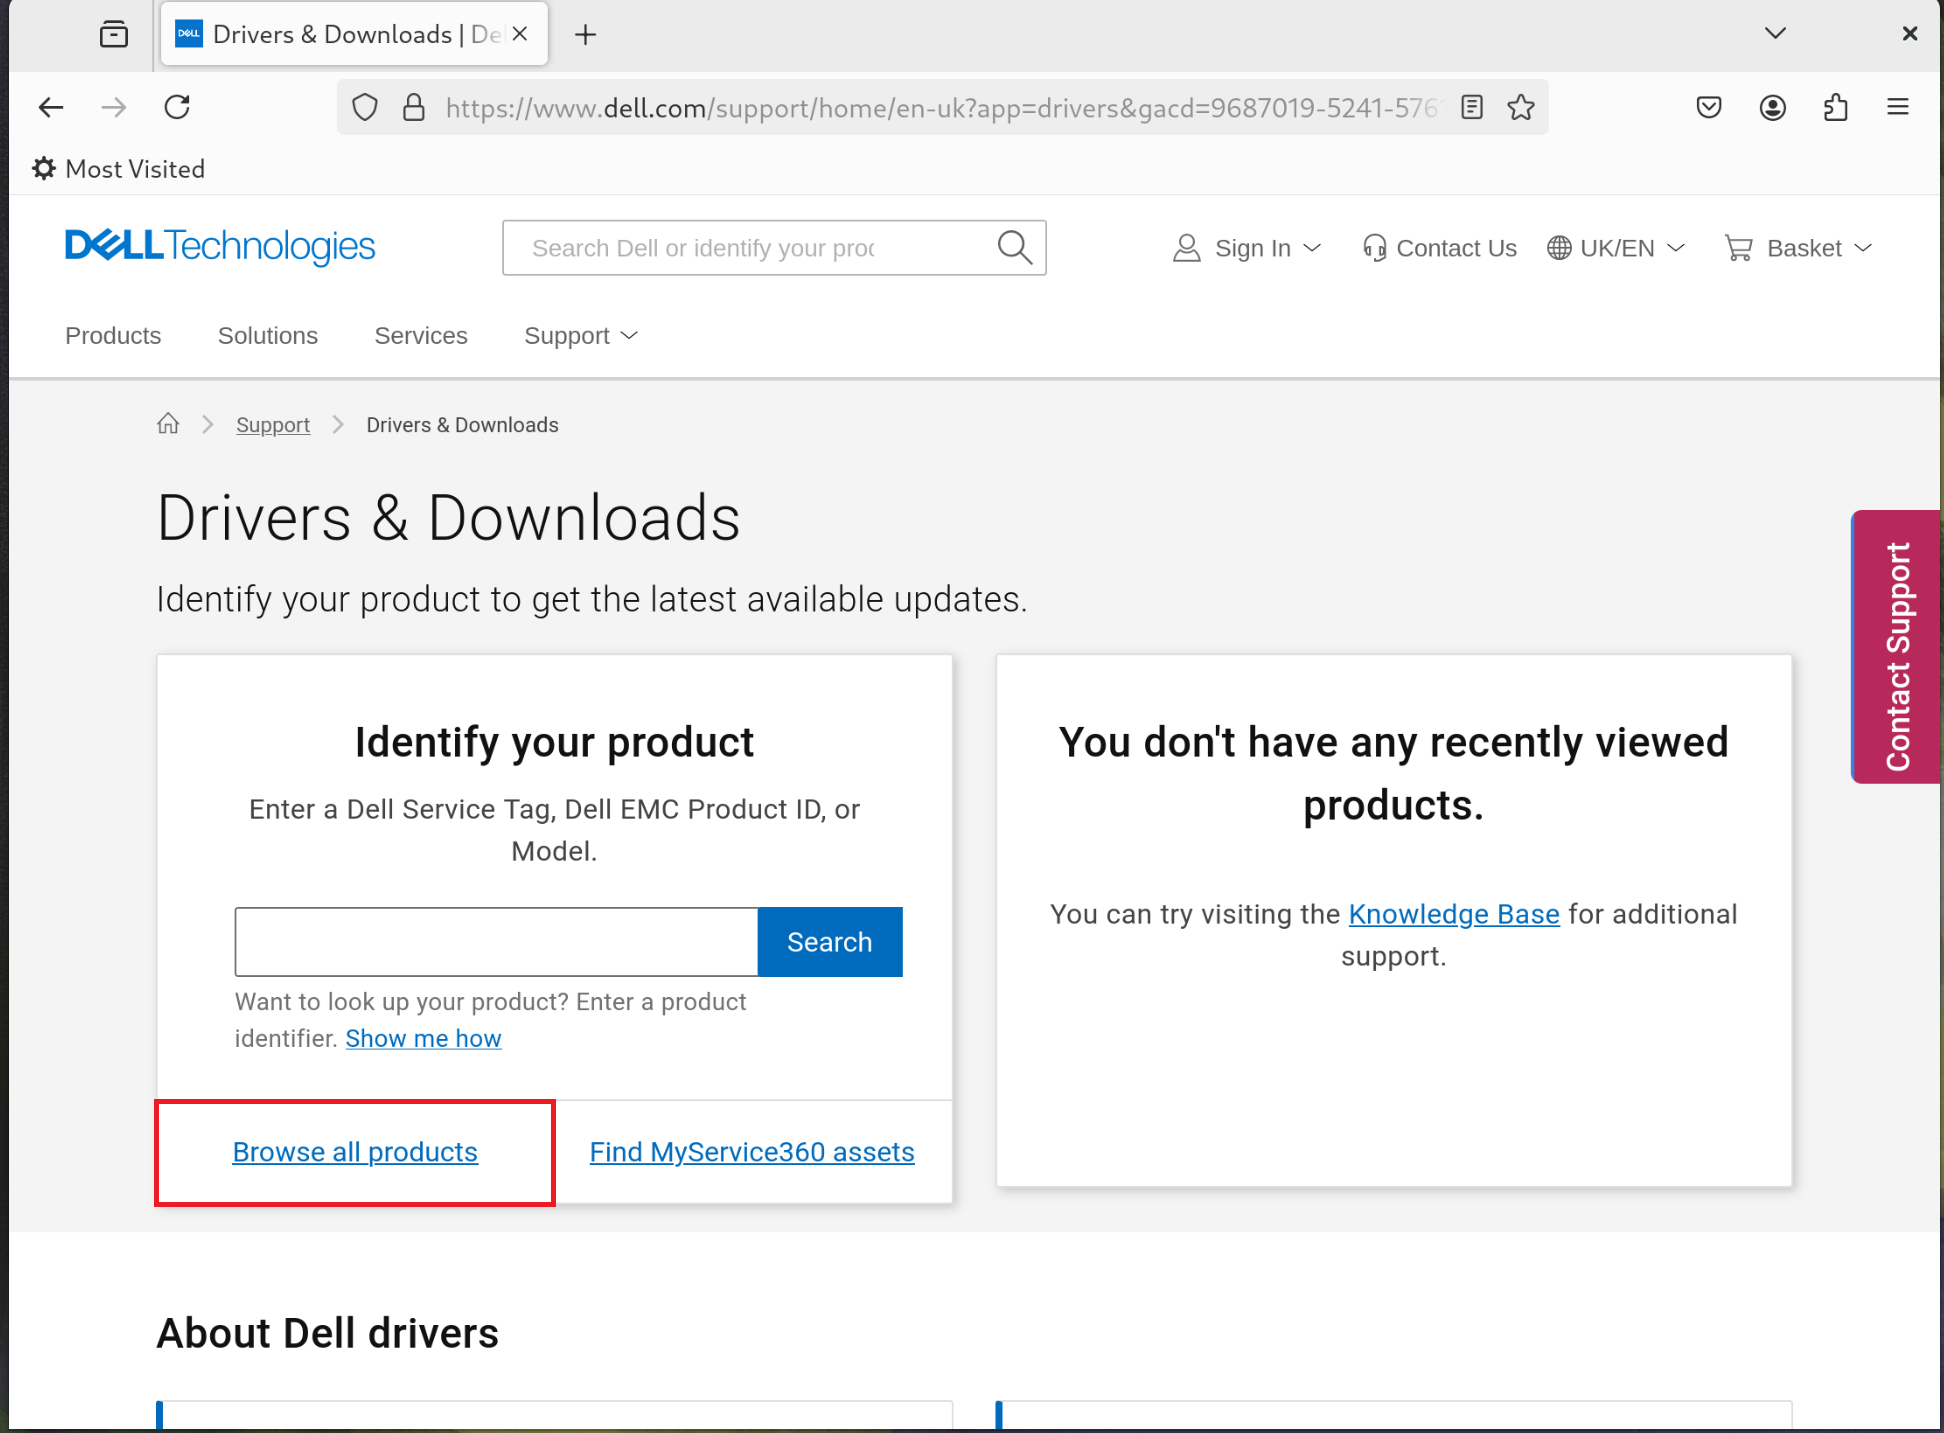 DELL
Drivers & Downloads | De
https://www.dell.com/support/home/en-uk?app=drivers&gacd=9687019-5241-576
Most Visited
DELL Technologies
Search Dell or identify your proc
Sign In
Contact Us
UK/EN
Basket
Products
Solutions
Services
Support
Support
Drivers & Downloads
Drivers & Downloads
Identify your product to get the latest available updates.
Contact Support
Identify your product
Enter a Dell Service Tag, Dell EMC Product ID, or
Model.
Search
Want to look up your product? Enter a product
identifier. Show me how
Browse all products
Find MyService360 assets
You don't have any recently viewed
products.
You can try visiting the Knowledge Base for additional
support.
About Dell drivers